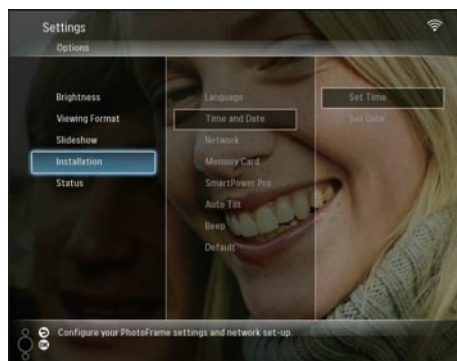 Settings
Options
Brightness
Viewing Format
Slideshow
Installation
Status
Language
Time and Date
Network
Memory Card
SmartPower Pro
Auto Tilt
Beep
Default
Set Time
Set Date
Configure your PhotoFrame settings and network set-up.
OK